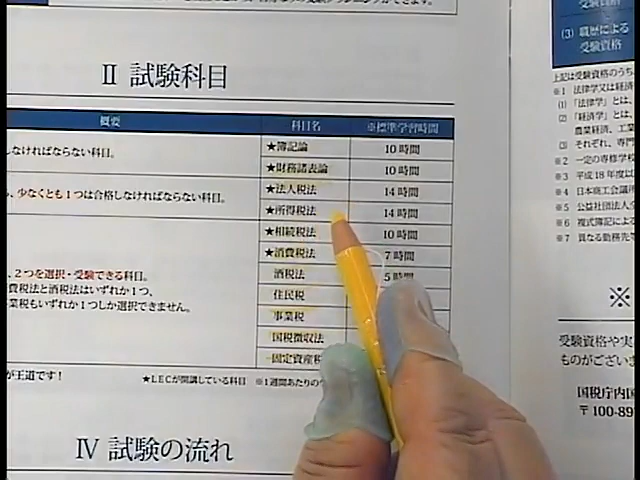 Ⅱ 試験科目
概要 科目名 ※標準学習時間
しなければならない科目。
★簿記論 10時間
★財務諸表論 10時間
少なくとも1つは合格しなければならない科目。
★法人税法 14時間
★所得税法 14時間
2つを選択・受験できる科目。
費税法と酒税法はいずれか1つ、
業税もいずれか1つしか選択できません。
★相続税法 10時間
★消費税法 7時間
酒税法 5時間
住民税
事業税
国税徴収法
固定資産税
が王道です!
★LECが開講している科目 ※1週間あたりの
Ⅳ 試験の流れ
受験資格
(3) 職歴による
受験資格
上記は受験資格のうち
※1 法律学又は経済
(1) 「法律学」とは、
(2) 「経済学」とは、
農業経済、工業
(3) それぞれ、専門
※2 一定の専修学校
※3 平成18年度以
※4 日本商工会議
※5 公益社団法人
※6 複式簿記による
※7 異なる勤務先
※
受験資格や実
ものがござい
国税庁内国
〒100-89